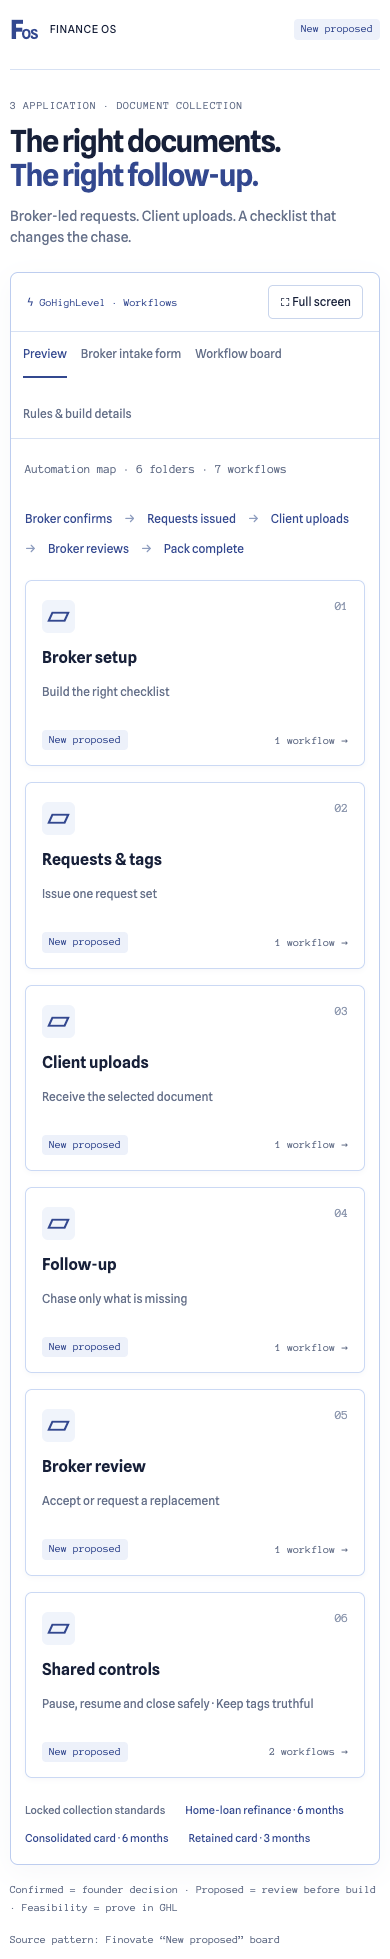 Fos FINANCE OS New proposed
3 APPLICATION · DOCUMENT COLLECTION
The right documents.
The right follow-up.
Broker-led requests. Client uploads. A checklist that
changes the chase.
ϟ GoHighLevel · Workflows ⛶ Full screen
Preview Broker intake form Workflow board
Rules & build details
Automation map · 6 folders · 7 workflows
Broker confirms → Requests issued → Client uploads
→ Broker reviews → Pack complete
01
Broker setup
Build the right checklist
New proposed 1 workflow →
02
Requests & tags
Issue one request set
New proposed 1 workflow →
03
Client uploads
Receive the selected document
New proposed 1 workflow →
04
Follow-up
Chase only what is missing
New proposed 1 workflow →
05
Broker review
Accept or request a replacement
New proposed 1 workflow →
06
Shared controls
Pause, resume and close safely · Keep tags truthful
New proposed 2 workflows →
Locked collection standards Home-loan refinance · 6 months
Consolidated card · 6 months Retained card · 3 months
Confirmed = founder decision · Proposed = review before build
· Feasibility = prove in GHL
Source pattern: Finovate “New proposed” board